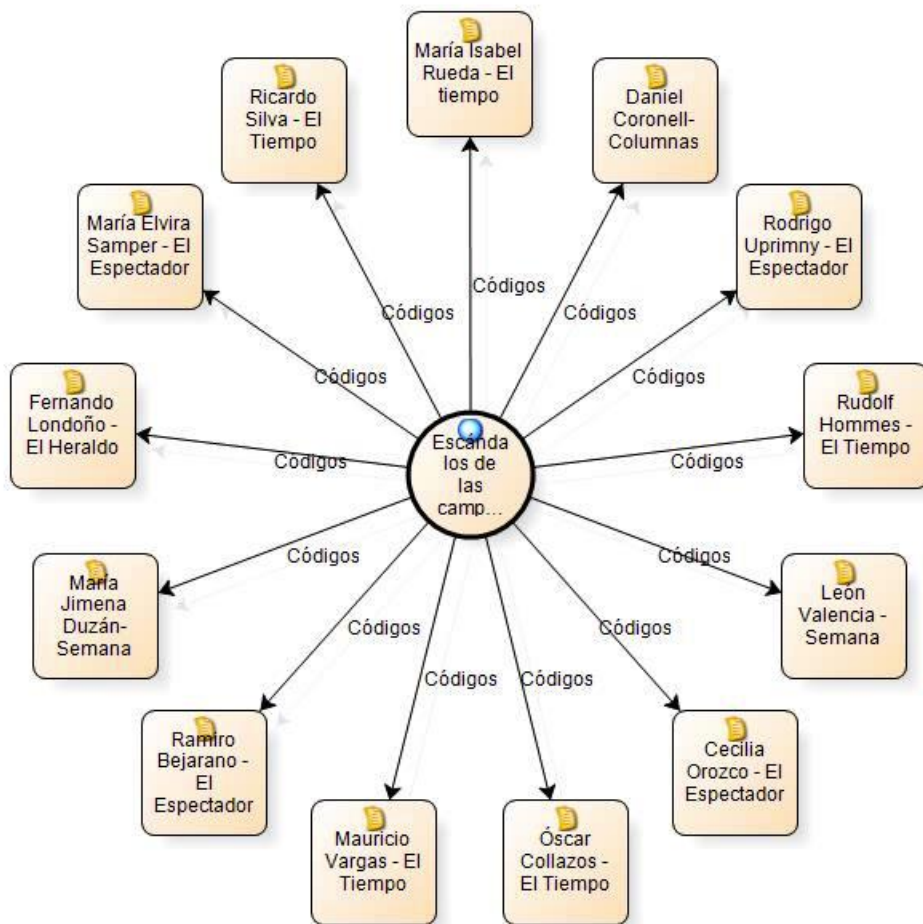 María Isabel
Rueda - El
tiempo
Ricardo
Silva - El
Tiempo
Daniel
Coronell-
Columnas
María Elvira
Samper - El
Espectador
Rodrigo
Uprimny - El
Espectador
Códigos
Códigos
Códigos
Códigos
Códigos
Fernando
Londoño -
El Heraldo
Rudolf
Hommes -
El Tiempo
Escánda
los de
las
camp...
Códigos
Códigos
María
Jimena
Duzán-
Semana
Códigos
Códigos
León
Valencia -
Semana
Códigos
Códigos
Códigos
Códigos
Ramiro
Bejarano -
El
Espectador
Cecilia
Orozco - El
Espectador
Mauricio
Vargas - El
Tiempo
Óscar
Collazos -
El Tiempo